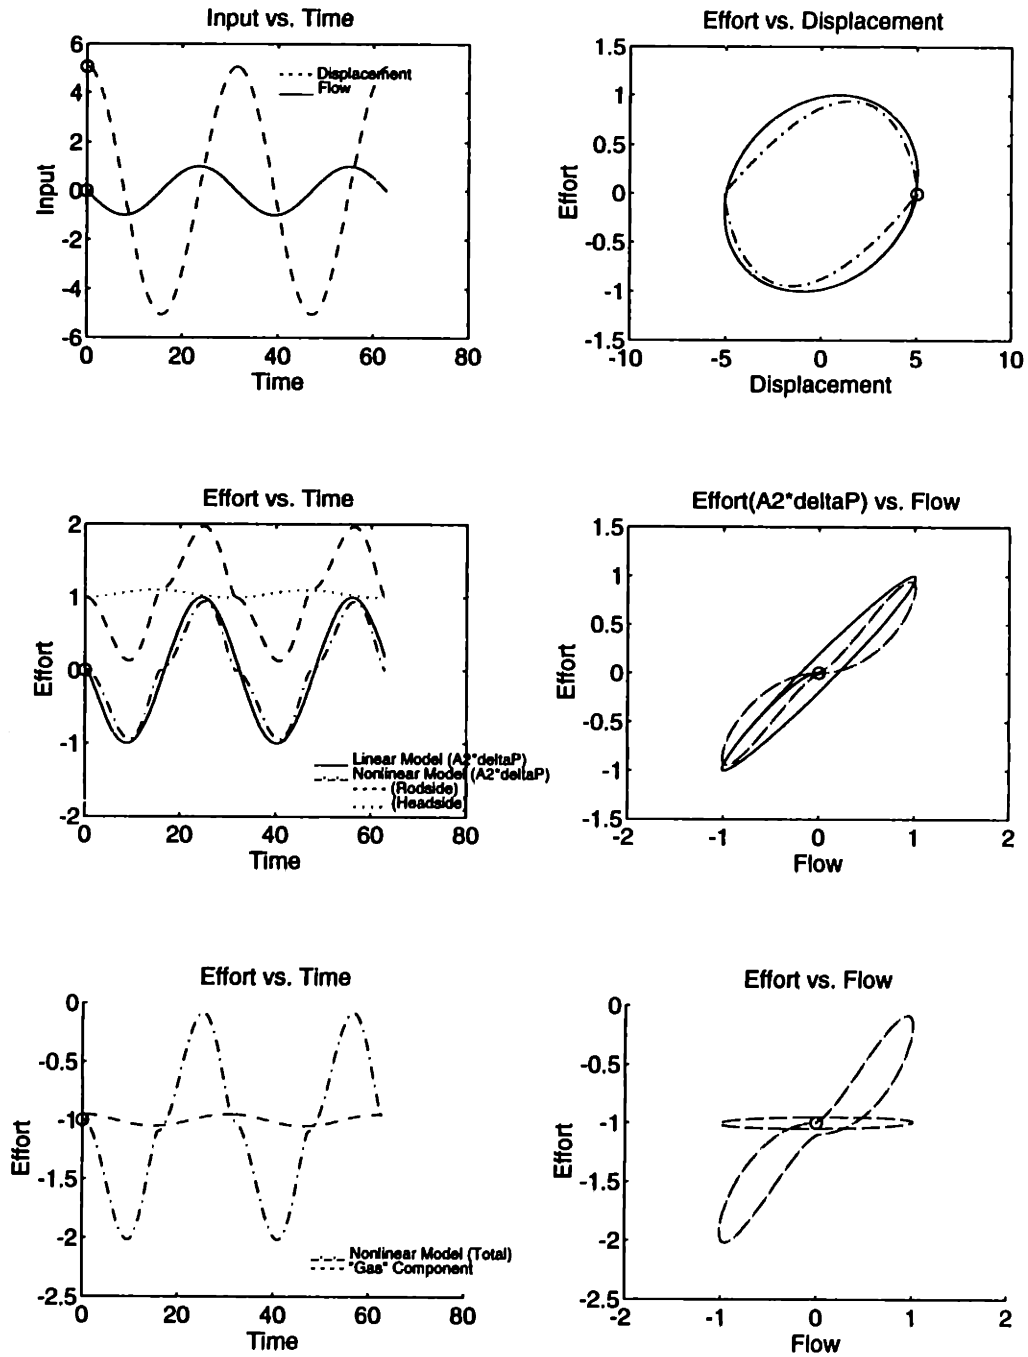 Input vs. Time
6
4
2
0
-2
-4
-6
Input
Displacement
Flow
0 20 40 60 80
Time
Effort vs. Displacement
1.5
1
0.5
0
-0.5
-1
-1.5
Effort
-10 -5 0 5 10
Displacement
Effort vs. Time
2
1
0
-1
-2
Effort
Linear Model (A2*deltaP)
Nonlinear Model (A2*deltaP)
(Rodside)
(Headside)
0 20 40 60 80
Time
Effort(A2*deltaP) vs. Flow
1.5
1
0.5
0
-0.5
-1
-1.5
Effort
-2 -1 0 1 2
Flow
Effort vs. Time
0
-0.5
-1
-1.5
-2
-2.5
Effort
Nonlinear Model (Total)
"Gas" Component
0 20 40 60 80
Time
Effort vs. Flow
0
-0.5
-1
-1.5
-2
-2.5
Effort
-2 -1 0 1 2
Flow